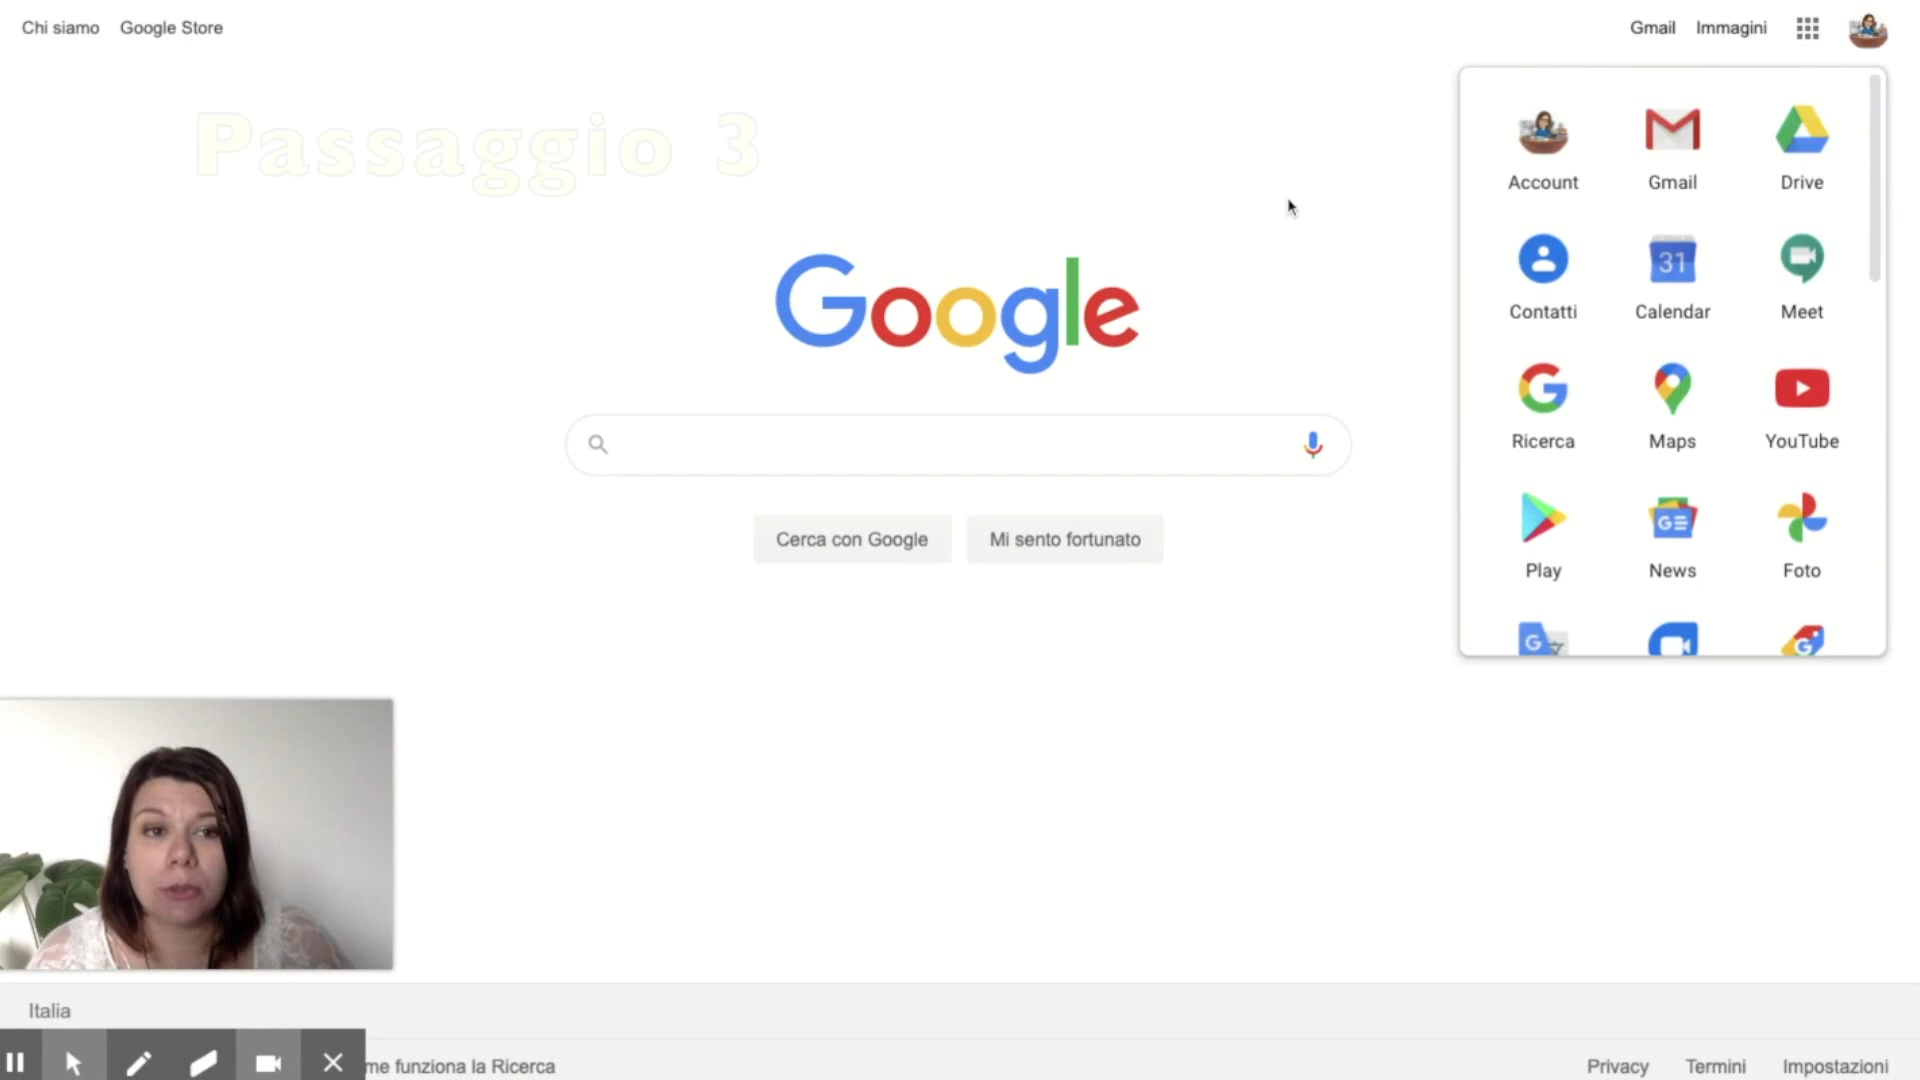 Chi siamo Google Store
Gmail Immagini
Passaggio 3
Account Gmail Drive
31
Contatti Calendar Meet
Google
G
Ricerca Maps YouTube
Cerca con Google Mi sento fortunato
GE
Play News Foto
G G
Italia
me funziona la Ricerca
Privacy Termini Impostazioni